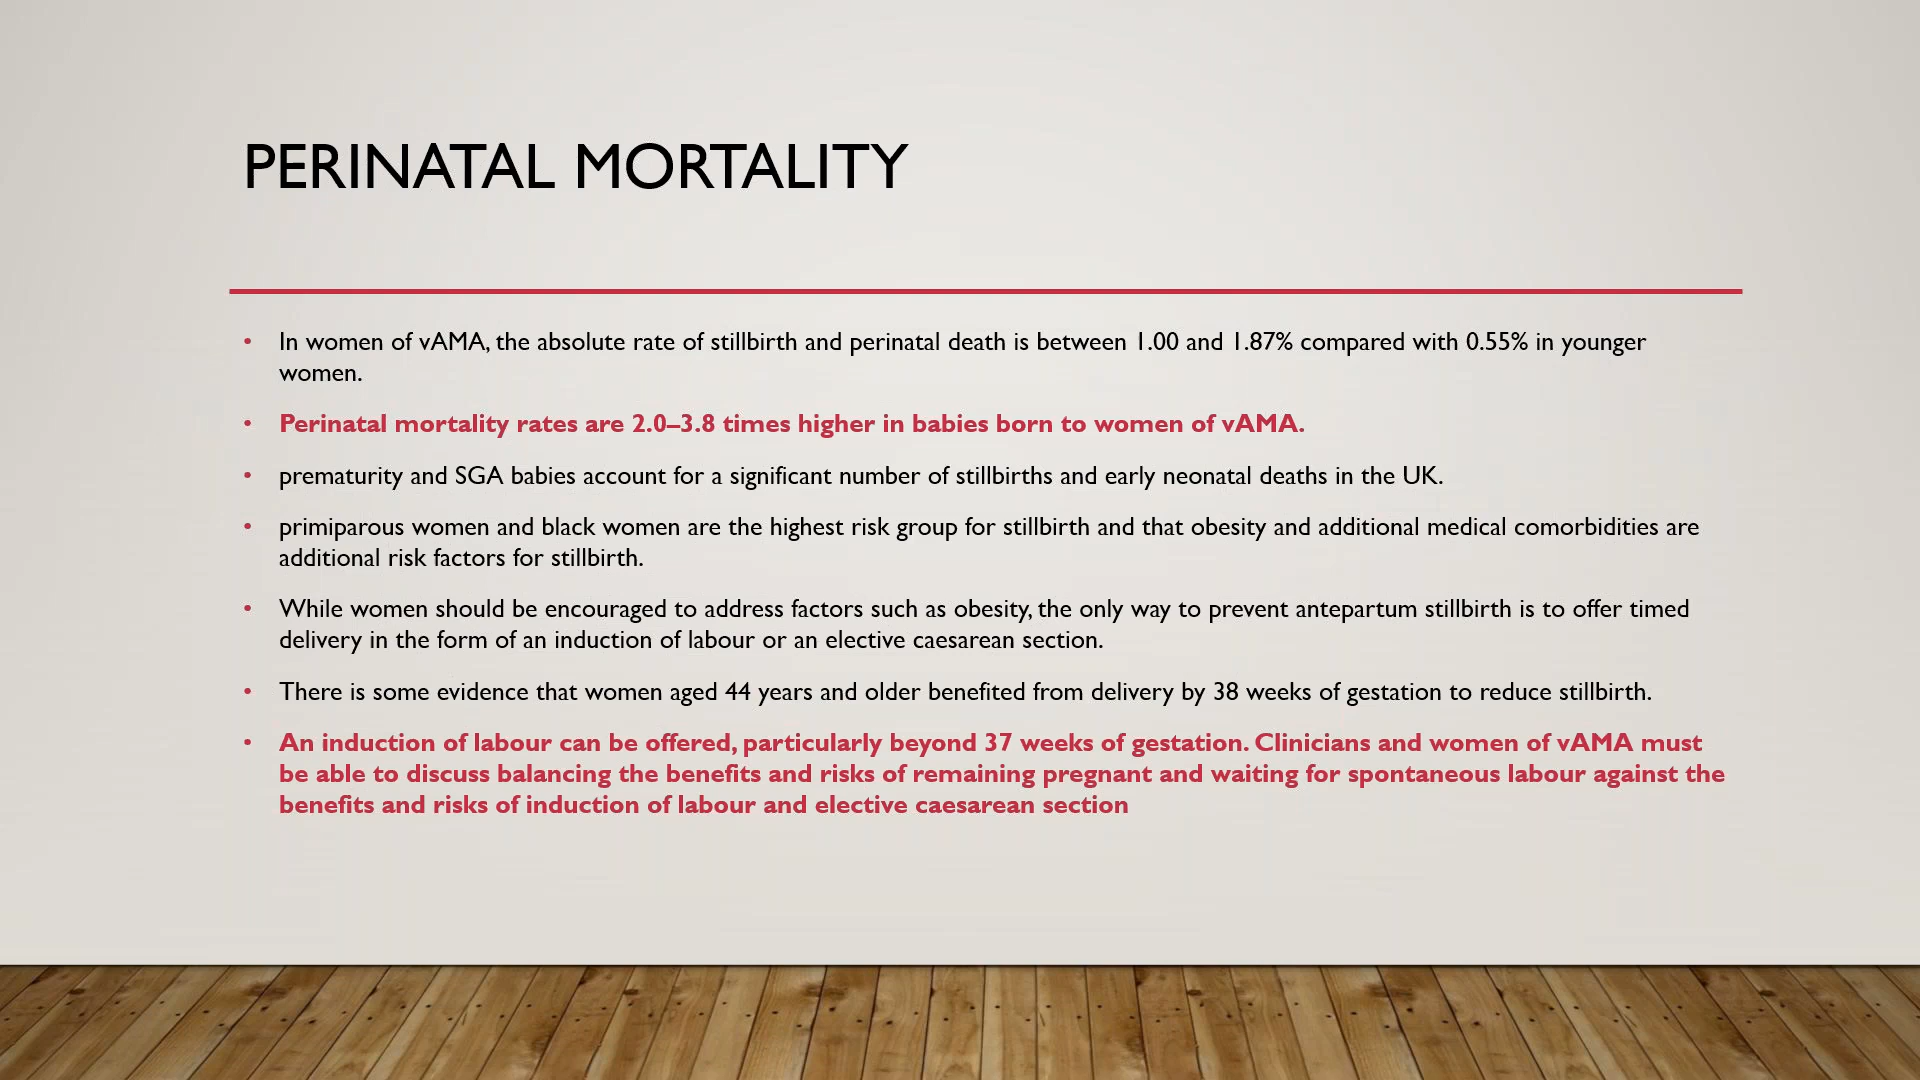 PERINATAL MORTALITY
• In women of vAMA, the absolute rate of stillbirth and perinatal death is between 1.00 and 1.87% compared with 0.55% in younger
women.
• Perinatal mortality rates are 2.0–3.8 times higher in babies born to women of vAMA.
• prematurity and SGA babies account for a significant number of stillbirths and early neonatal deaths in the UK.
• primiparous women and black women are the highest risk group for stillbirth and that obesity and additional medical comorbidities are
additional risk factors for stillbirth.
• While women should be encouraged to address factors such as obesity, the only way to prevent antepartum stillbirth is to offer timed
delivery in the form of an induction of labour or an elective caesarean section.
• There is some evidence that women aged 44 years and older benefited from delivery by 38 weeks of gestation to reduce stillbirth.
• An induction of labour can be offered, particularly beyond 37 weeks of gestation. Clinicians and women of vAMA must
be able to discuss balancing the benefits and risks of remaining pregnant and waiting for spontaneous labour against the
benefits and risks of induction of labour and elective caesarean section